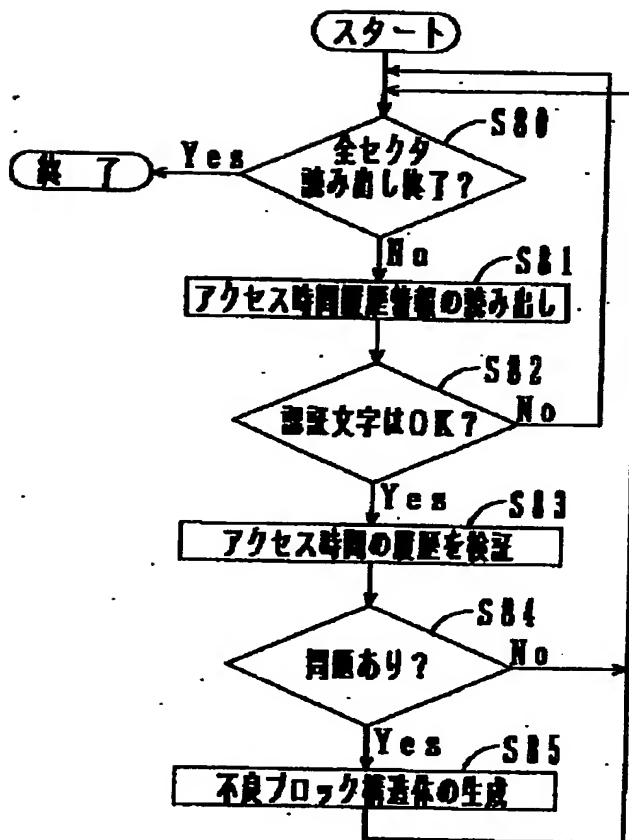 スタート
S80
全セクタ
読み出し終了?
Yes
終 了
No
S81
アクセス時間履歴情報の読み出し
S82
認証文字はOK?
No
Yes
S83
アクセス時間の履歴を検証
S84
問題あり?
No
Yes
S85
不良ブロック構造体の生成